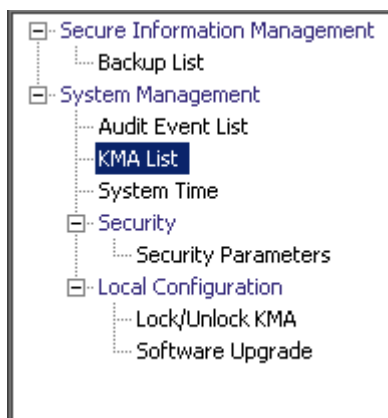 Secure Information Management
Backup List
System Management
Audit Event List
KMA List
System Time
Security
Security Parameters
Local Configuration
Lock/Unlock KMA
Software Upgrade